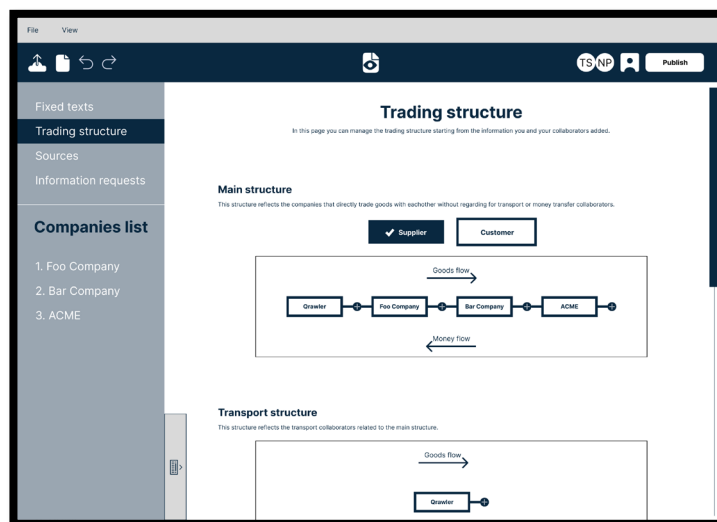 File View
TS NP Publish
Fixed texts
Trading structure
Sources
Information requests
Companies list
1. Foo Company
2. Bar Company
3. ACME
Trading structure
In this page you can manage the trading structure starting from the information you and your collaborators added.
Main structure
This structure reflects the companies that directly trade goods with eachother without regarding for transport or money transfer collaborators.
Supplier Customer
Goods flow
Qrawler Foo Company Bar Company ACME
Money flow
Transport structure
This structure reflects the transport collaborators related to the main structure.
Goods flow
Qrawler